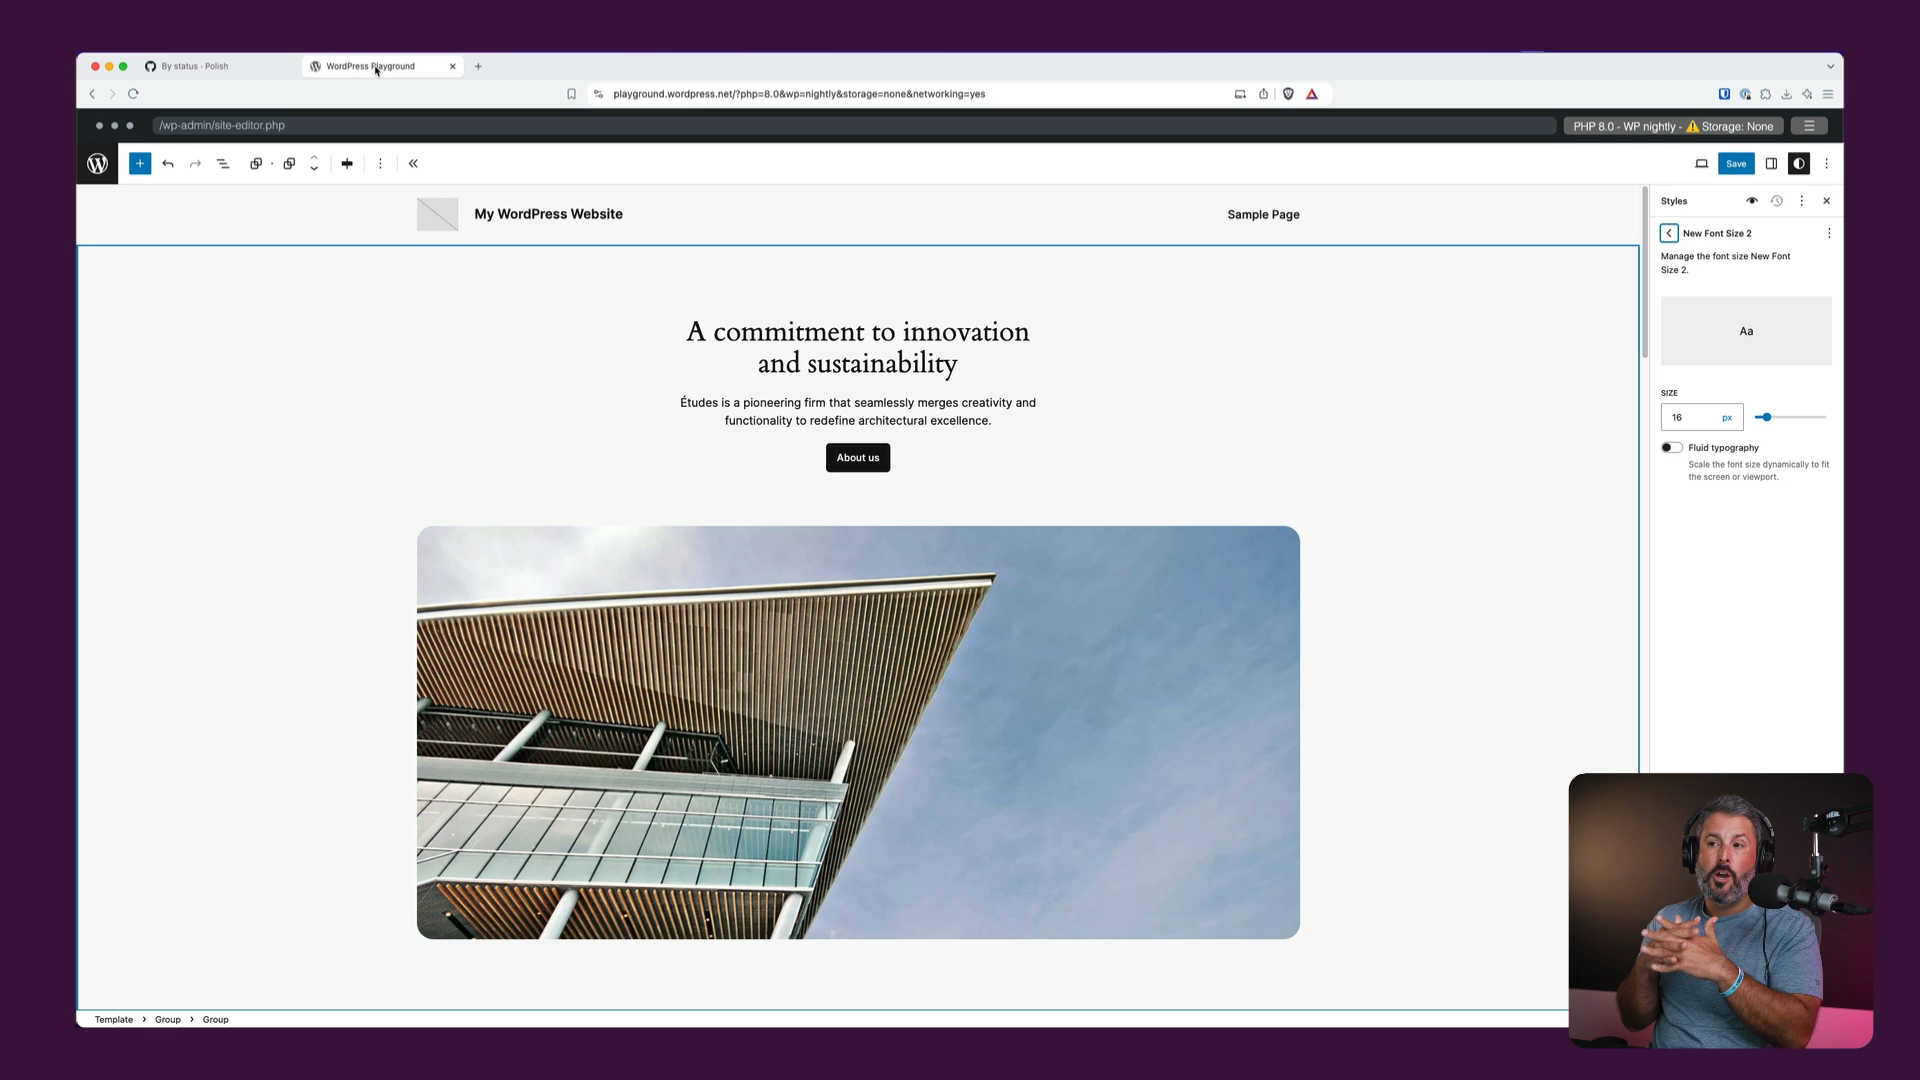 By status · Polish
WordPress Playground
playground.wordpress.net/?php=8.0&wp=nightly&storage=none&networking=yes
/wp-admin/site-editor.php
PHP 8.0 - WP nightly - ⚠️ Storage: None
Save
My WordPress Website
Sample Page
Styles
New Font Size 2
Manage the font size New Font
Size 2.
Aa
SIZE
16 px
Fluid typography
Scale the font size dynamically to fit
the screen or viewport.
A commitment to innovation
and sustainability
Études is a pioneering firm that seamlessly merges creativity and
functionality to redefine architectural excellence.
About us
Template > Group > Group